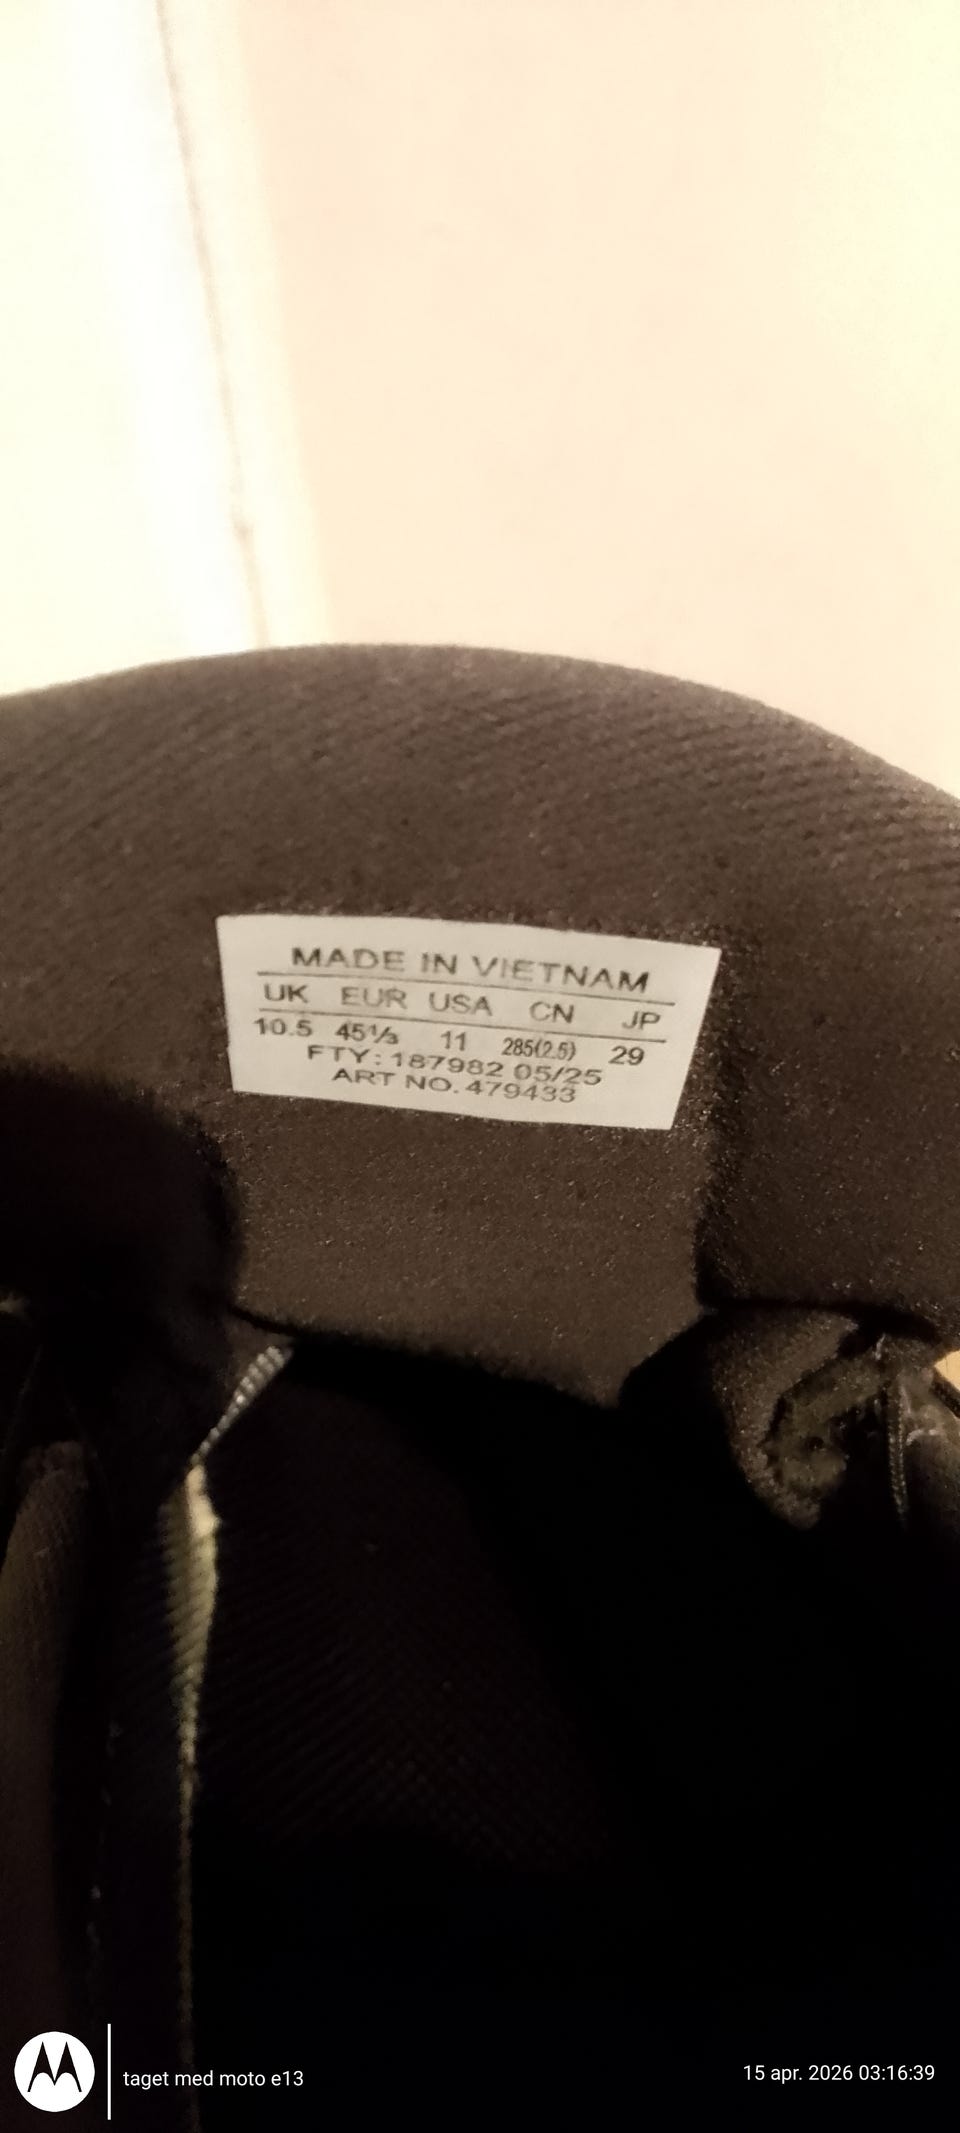 MADE IN VIETNAM
UK EUR USA CN JP
10.5 45⅓ 11 285(2.5) 29
FTY: 187982 05/25
ART NO. 479433
taget med moto e13
15 apr. 2026 03:16:39